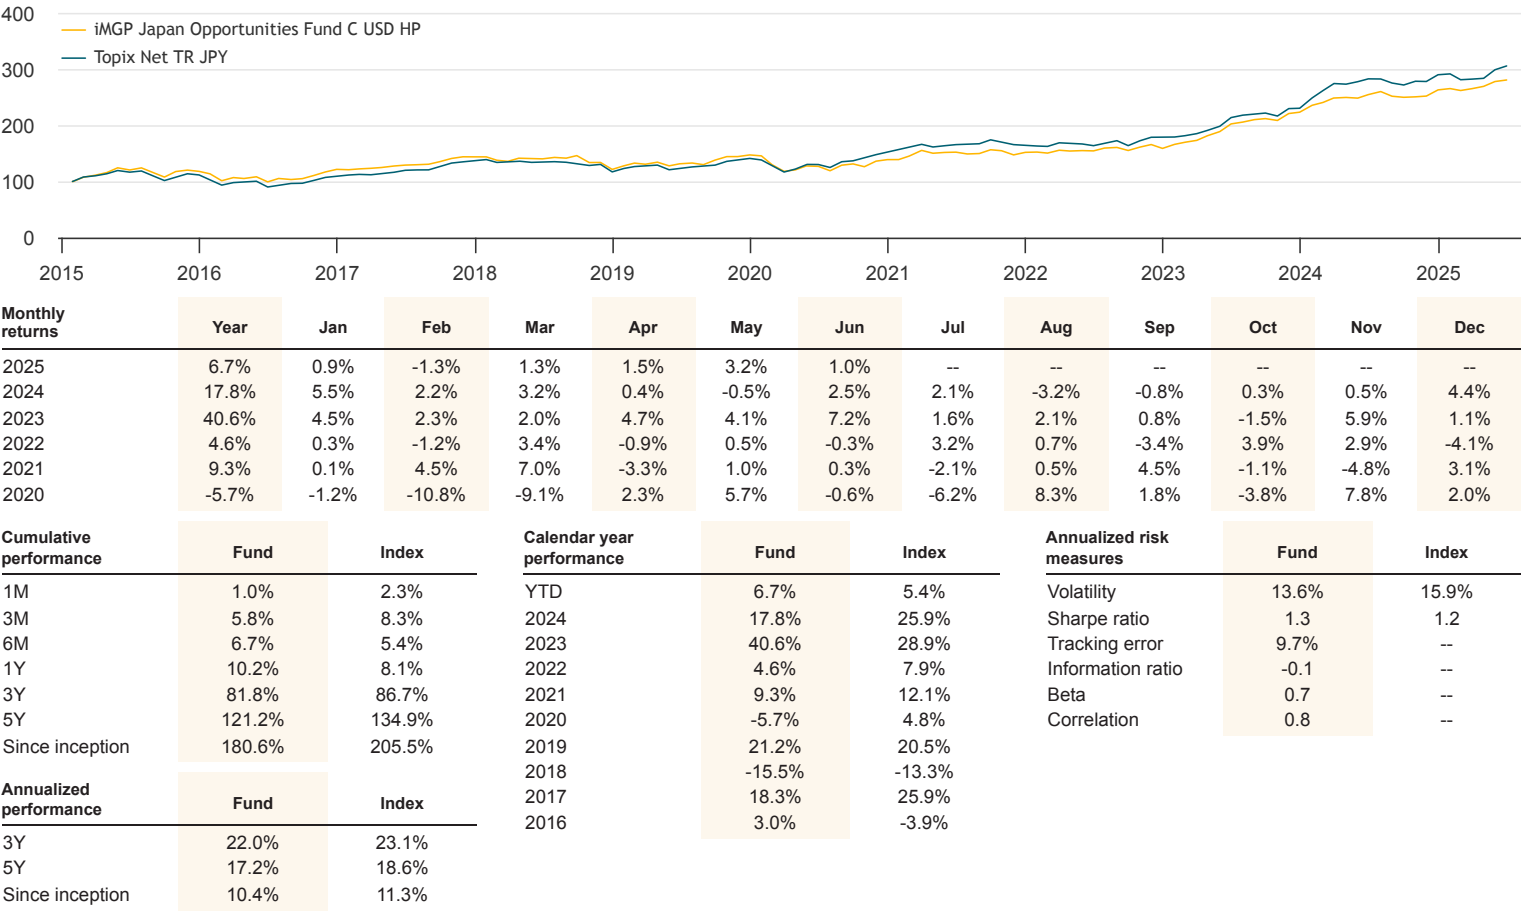 400
iMGP Japan Opportunities Fund C USD HP
Topix Net TR JPY
300
200
100
0
2015 2016 2017 2018 2019 2020 2021 2022 2023 2024 2025
Monthly
returns Year Jan Feb Mar Apr May Jun Jul Aug Sep Oct Nov Dec
2025 6.7% 0.9% -1.3% 1.3% 1.5% 3.2% 1.0% -- -- -- -- -- --
2024 17.8% 5.5% 2.2% 3.2% 0.4% -0.5% 2.5% 2.1% -3.2% -0.8% 0.3% 0.5% 4.4%
2023 40.6% 4.5% 2.3% 2.0% 4.7% 4.1% 7.2% 1.6% 2.1% 0.8% -1.5% 5.9% 1.1%
2022 4.6% 0.3% -1.2% 3.4% -0.9% 0.5% -0.3% 3.2% 0.7% -3.4% 3.9% 2.9% -4.1%
2021 9.3% 0.1% 4.5% 7.0% -3.3% 1.0% 0.3% -2.1% 0.5% 4.5% -1.1% -4.8% 3.1%
2020 -5.7% -1.2% -10.8% -9.1% 2.3% 5.7% -0.6% -6.2% 8.3% 1.8% -3.8% 7.8% 2.0%
Cumulative
performance Fund Index
1M 1.0% 2.3%
3M 5.8% 8.3%
6M 6.7% 5.4%
1Y 10.2% 8.1%
3Y 81.8% 86.7%
5Y 121.2% 134.9%
Since inception 180.6% 205.5%
Annualized
performance Fund Index
3Y 22.0% 23.1%
5Y 17.2% 18.6%
Since inception 10.4% 11.3%
Calendar year
performance Fund Index
YTD 6.7% 5.4%
2024 17.8% 25.9%
2023 40.6% 28.9%
2022 4.6% 7.9%
2021 9.3% 12.1%
2020 -5.7% 4.8%
2019 21.2% 20.5%
2018 -15.5% -13.3%
2017 18.3% 25.9%
2016 3.0% -3.9%
Annualized risk
measures Fund Index
Volatility 13.6% 15.9%
Sharpe ratio 1.3 1.2
Tracking error 9.7% --
Information ratio -0.1 --
Beta 0.7 --
Correlation 0.8 --